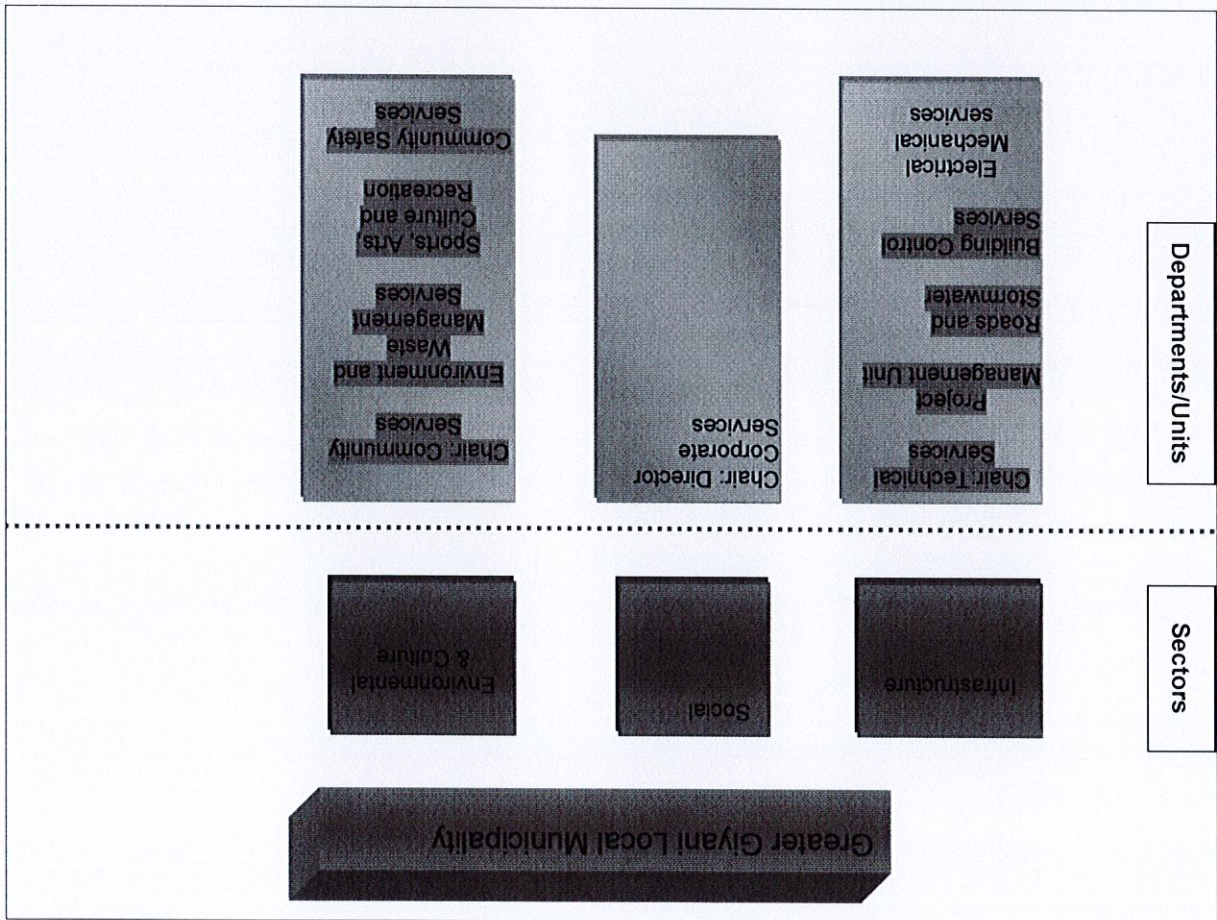 Greater Giyani Local Municipality
Sectors
Infrastructure
Social
Environmental
& Culture
Departments/Units
Chair: Technical
Services
Project
Management Unit
Roads and
Stormwater
Building Control
Services
Electrical
Mechanical
services
Chair: Director
Corporate
Services
Chair: Community
Services
Environment and
Waste
Management
Services
Sports, Arts,
Culture and
Recreation
Community Safety
Services